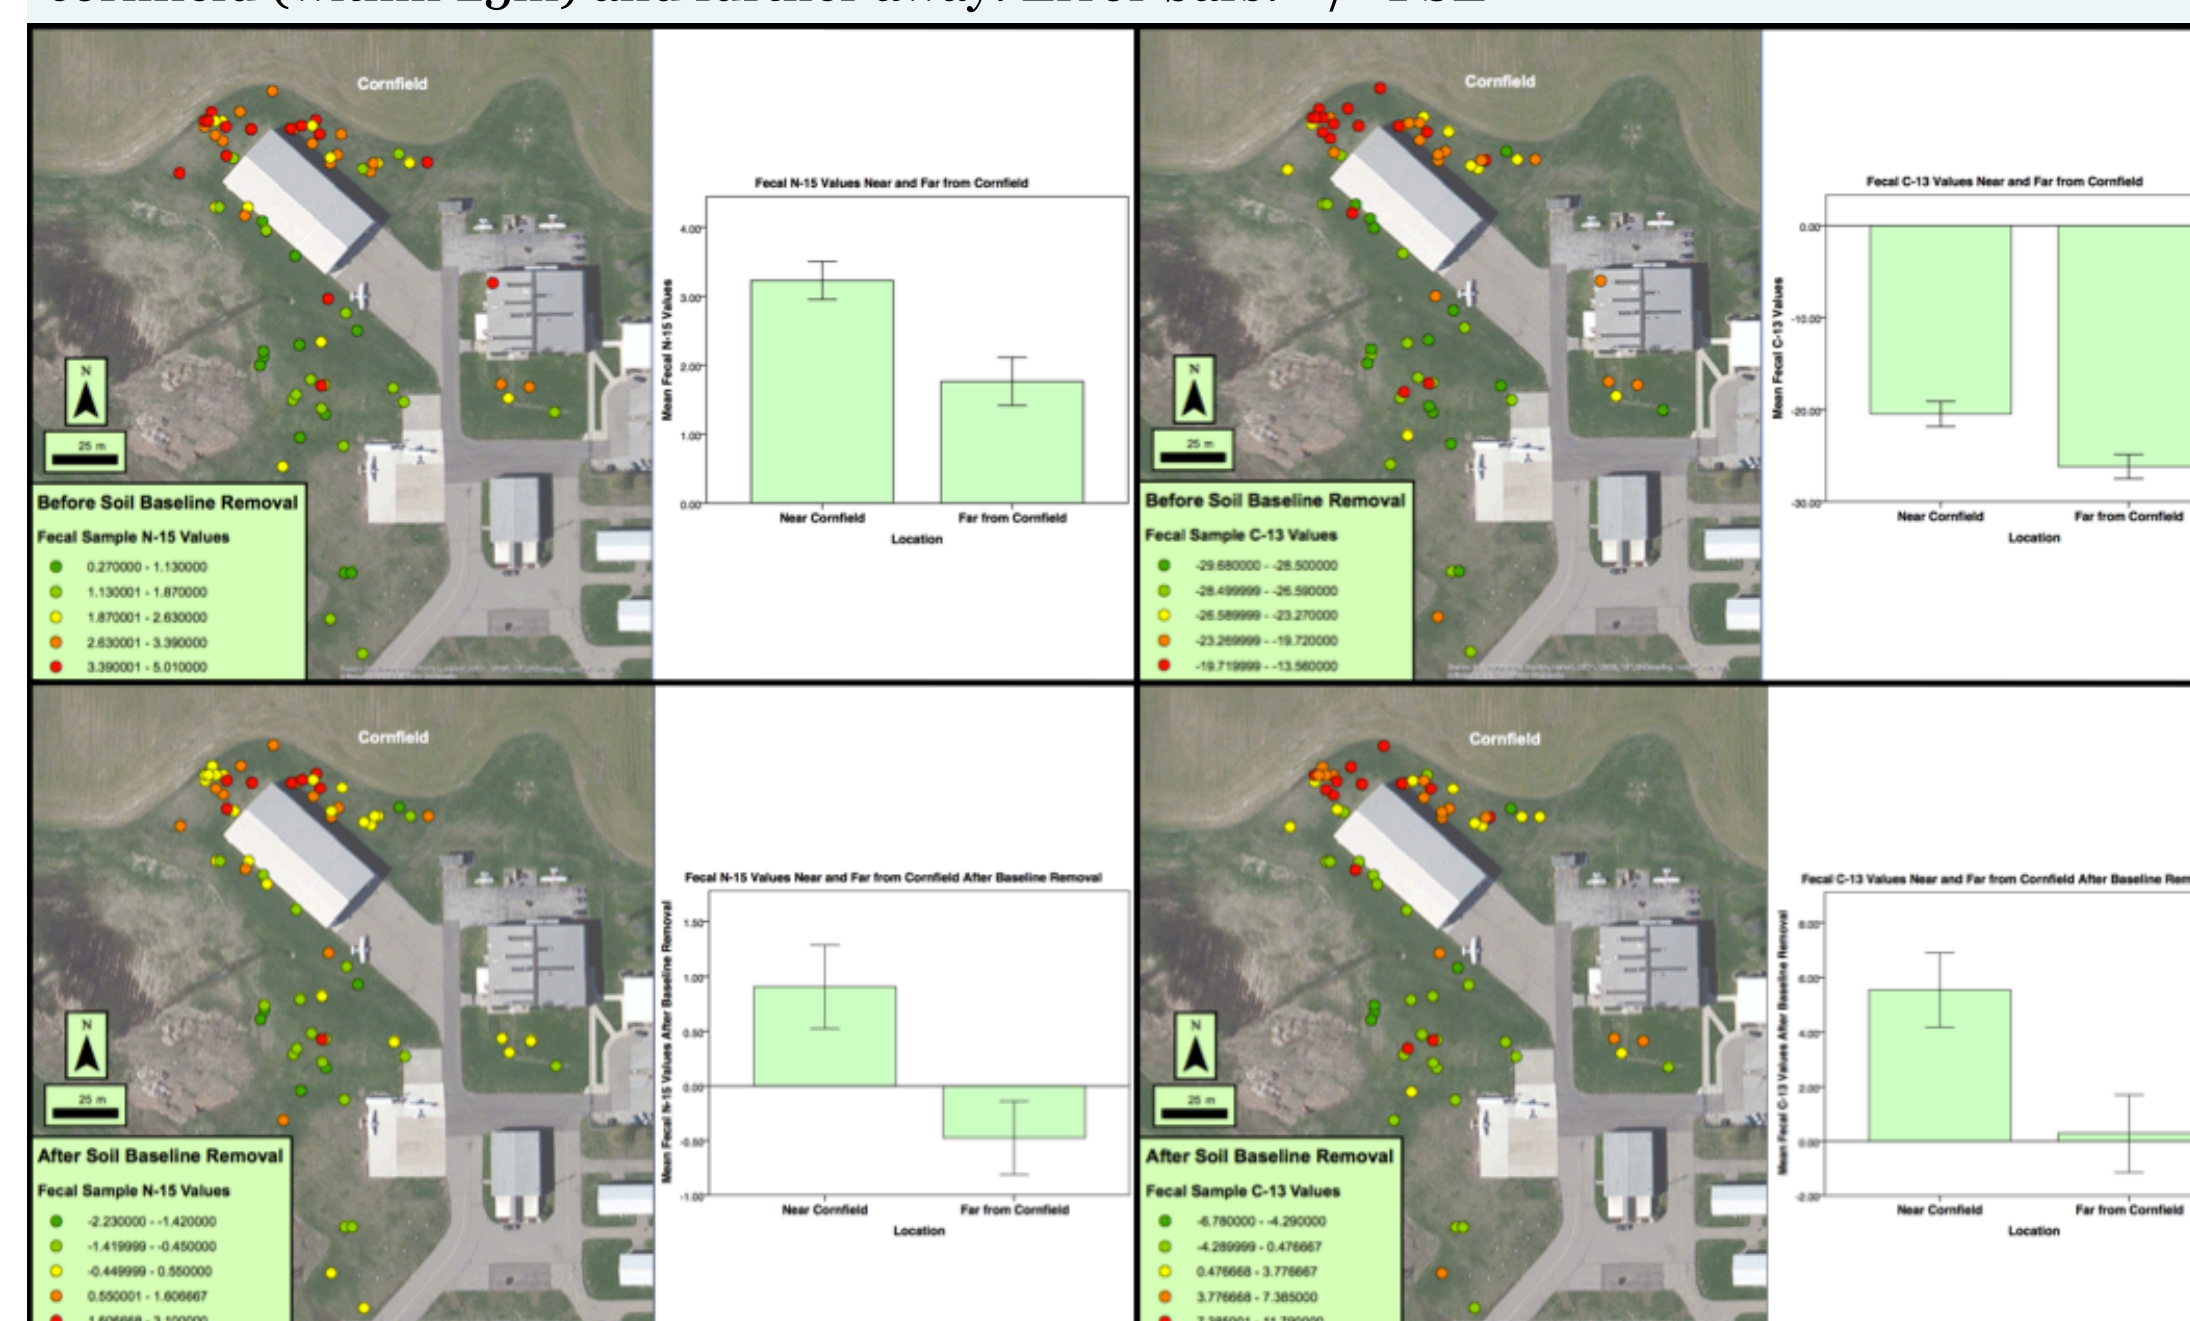 Cornfield
Fecal N-15 Values Near and Far from Cornfield
Mean Fecal N-15 Values
4.00
3.00
2.00
1.00
0.00
Near Cornfield Far from Cornfield
Location
N
25 m
Before Soil Baseline Removal
Fecal Sample N-15 Values
0.270000 - 1.130000
1.130001 - 1.870000
1.870001 - 2.630000
2.630001 - 3.390000
3.390001 - 5.010000
Cornfield
Fecal C-13 Values Near and Far from Cornfield
Mean Fecal C-13 Values
0.00
-10.00
-20.00
-30.00
Near Cornfield Far from Cornfield
Location
N
25 m
Before Soil Baseline Removal
Fecal Sample C-13 Values
-29.680000 - -28.500000
-28.499999 - -26.590000
-26.589999 - -23.270000
-23.269999 - -19.720000
-19.719999 - -13.560000
Cornfield
Fecal N-15 Values Near and Far from Cornfield After Baseline Removal
Mean Fecal N-15 Values After Baseline Removal
1.50
1.00
0.50
0.00
-0.50
-1.00
Near Cornfield Far from Cornfield
Location
N
25 m
After Soil Baseline Removal
Fecal Sample N-15 Values
-2.230000 - -1.420000
-1.419999 - -0.450000
-0.449999 - 0.550000
0.550001 - 1.606667
Cornfield
Fecal C-13 Values Near and Far from Cornfield After Baseline Rem
Mean Fecal C-13 Values After Baseline Removal
8.00
6.00
4.00
2.00
0.00
-2.00
Near Cornfield Far from Cornfield
Location
N
25 m
After Soil Baseline Removal
Fecal Sample C-13 Values
-6.780000 - -4.290000
-4.289999 - 0.476667
0.476668 - 3.776667
3.776668 - 7.385000